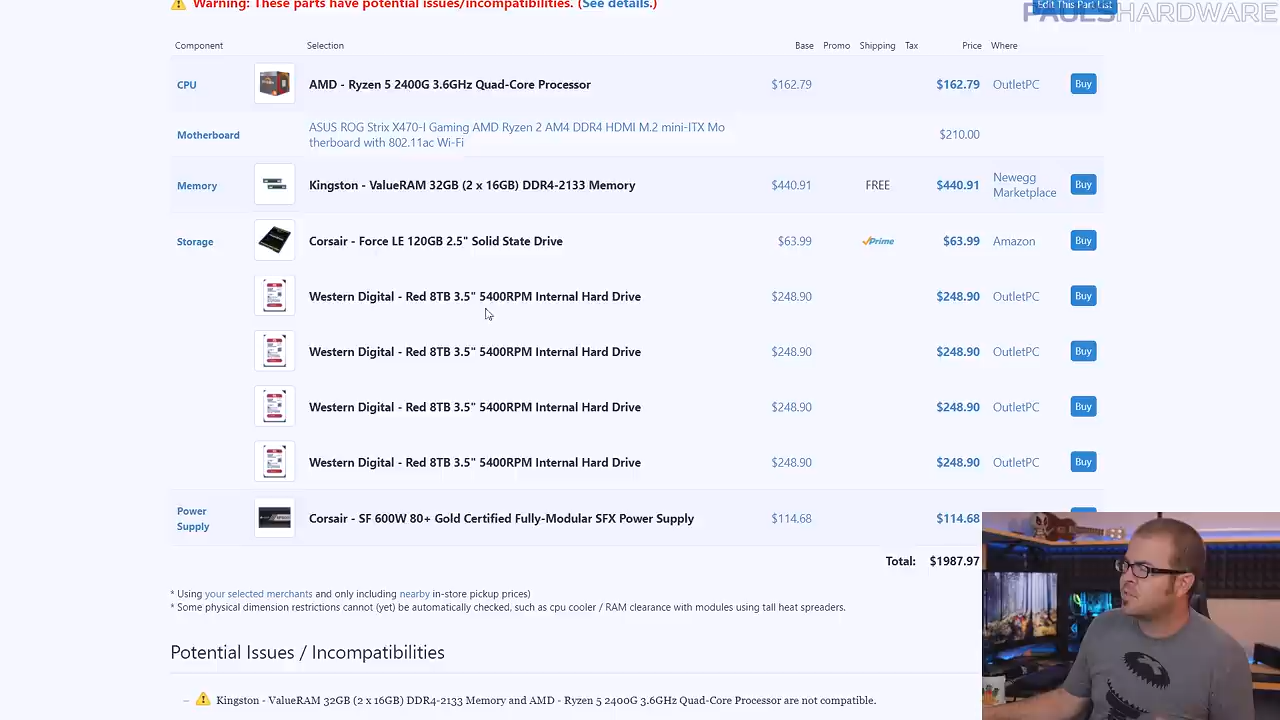 Warning: These parts have potential issues/incompatibilities. (See details.)
Edit This Part List
PAULSHARDWARE
Component Selection Base Promo Shipping Tax Price Where
CPU AMD - Ryzen 5 2400G 3.6GHz Quad-Core Processor $162.79 $162.79 OutletPC Buy
Motherboard ASUS ROG Strix X470-I Gaming AMD Ryzen 2 AM4 DDR4 HDMI M.2 mini-ITX Mo
therboard with 802.11ac Wi-Fi $210.00
Memory Kingston - ValueRAM 32GB (2 x 16GB) DDR4-2133 Memory $440.91 FREE $440.91 Newegg Marketplace Buy
Storage Corsair - Force LE 120GB 2.5" Solid State Drive $63.99 Prime $63.99 Amazon Buy
Western Digital - Red 8TB 3.5" 5400RPM Internal Hard Drive $248.90 $248.90 OutletPC Buy
Western Digital - Red 8TB 3.5" 5400RPM Internal Hard Drive $248.90 $248.90 OutletPC Buy
Western Digital - Red 8TB 3.5" 5400RPM Internal Hard Drive $248.90 $248.90 OutletPC Buy
Western Digital - Red 8TB 3.5" 5400RPM Internal Hard Drive $248.90 $248.90 OutletPC Buy
Power Supply Corsair - SF 600W 80+ Gold Certified Fully-Modular SFX Power Supply $114.68 $114.68
Total: $1987.97
* Using your selected merchants and only including nearby in-store pickup prices)
* Some physical dimension restrictions cannot (yet) be automatically checked, such as cpu cooler / RAM clearance with modules using tall heat spreaders.
Potential Issues / Incompatibilities
– Kingston - ValueRAM 32GB (2 x 16GB) DDR4-2133 Memory and AMD - Ryzen 5 2400G 3.6GHz Quad-Core Processor are not compatible.